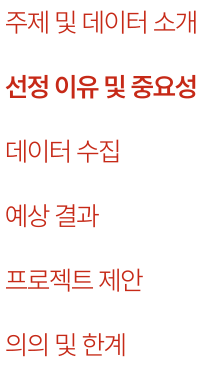 주제 및 데이터 소개
선정 이유 및 중요성
데이터 수집
예상 결과
프로젝트 제안
의의 및 한계